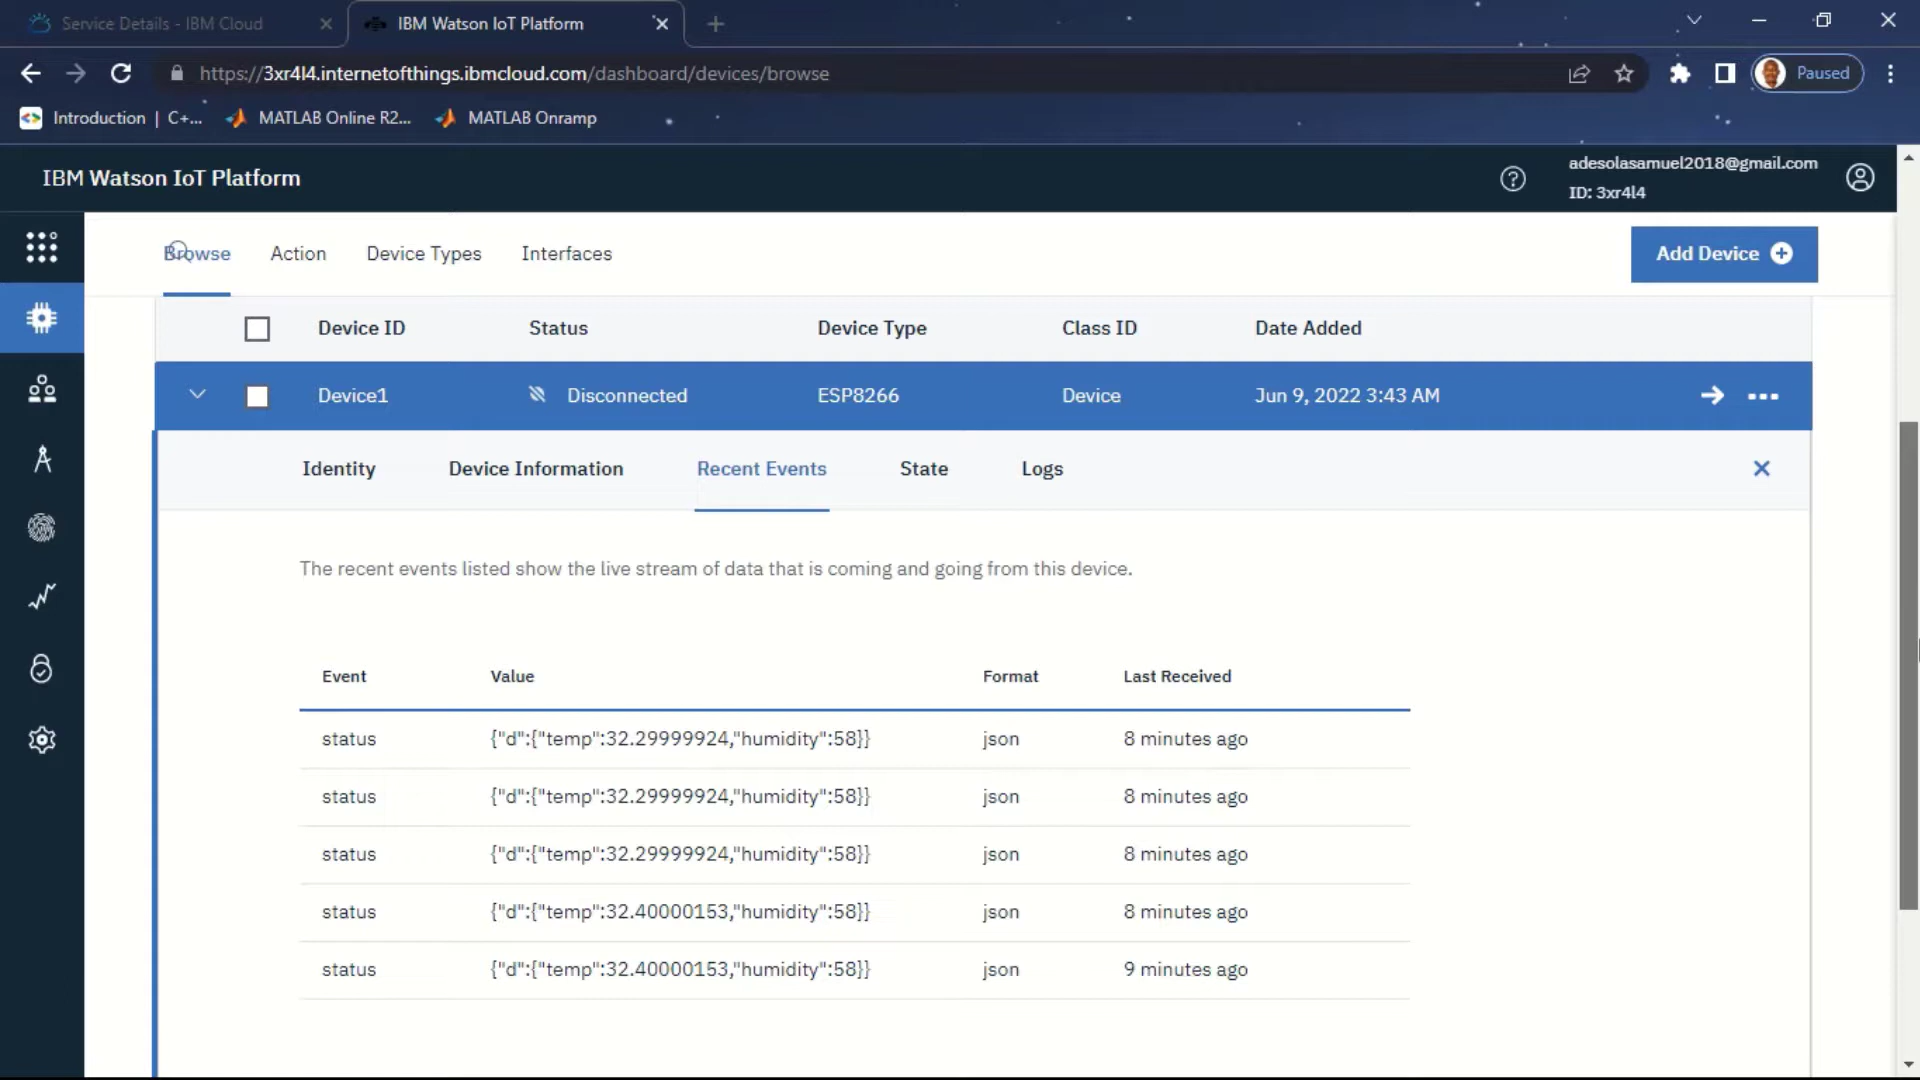 Service Details - IBM Cloud
IBM Watson IoT Platform
https://3xr4l4.internetofthings.ibmcloud.com/dashboard/devices/browse
Paused
Introduction | C+...
MATLAB Online R2...
MATLAB Onramp
IBM Watson IoT Platform
adesolasamuel2018@gmail.com
ID: 3xr4l4
Browse Action Device Types Interfaces
Add Device
Device ID Status Device Type Class ID Date Added
Device1 Disconnected ESP8266 Device Jun 9, 2022 3:43 AM
Identity Device Information Recent Events State Logs
The recent events listed show the live stream of data that is coming and going from this device.
Event Value Format Last Received
status {"d":{"temp":32.29999924,"humidity":58}} json 8 minutes ago
status {"d":{"temp":32.29999924,"humidity":58}} json 8 minutes ago
status {"d":{"temp":32.29999924,"humidity":58}} json 8 minutes ago
status {"d":{"temp":32.40000153,"humidity":58}} json 8 minutes ago
status {"d":{"temp":32.40000153,"humidity":58}} json 9 minutes ago